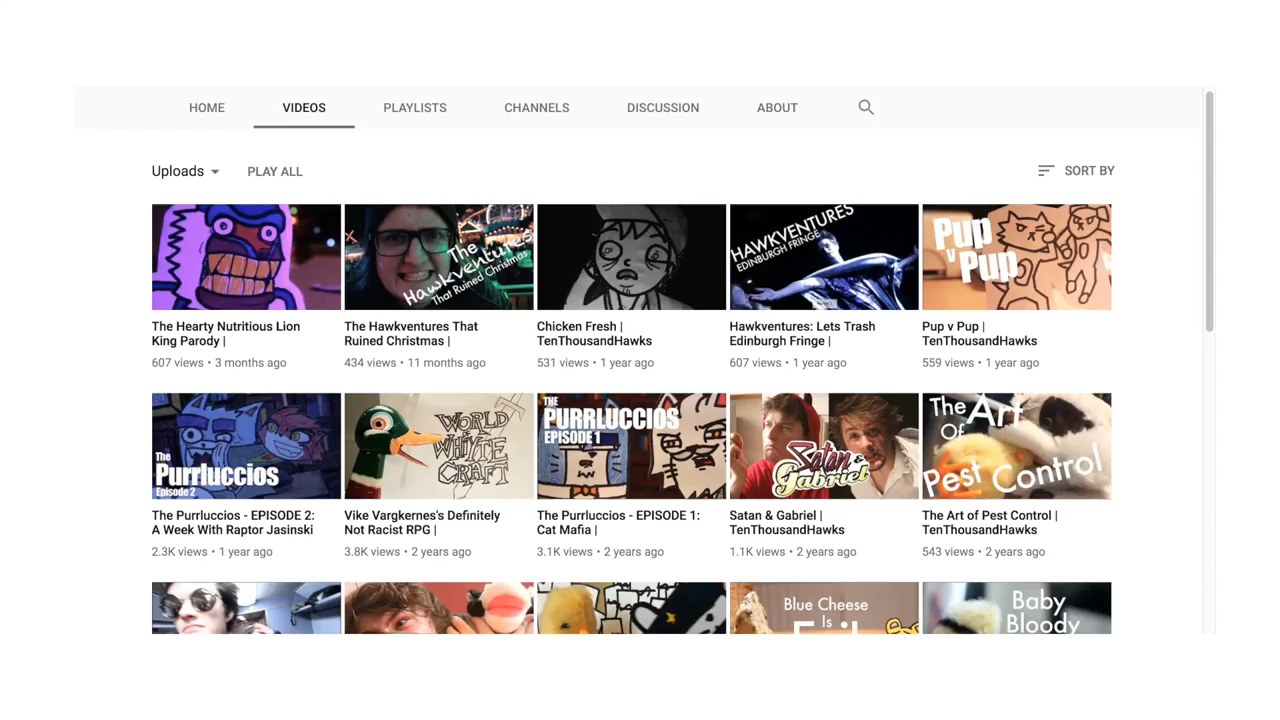 HOME VIDEOS PLAYLISTS CHANNELS DISCUSSION ABOUT
Uploads PLAY ALL SORT BY
The
Hawkventures
That Ruined Christmas
HAWKVENTURES
EDINBURGH FRINGE
Pup
v Pup
The Hearty Nutritious Lion
King Parody |
607 views • 3 months ago
The Hawkventures That
Ruined Christmas |
434 views • 11 months ago
Chicken Fresh |
TenThousandHawks
531 views • 1 year ago
Hawkventures: Lets Trash
Edinburgh Fringe |
607 views • 1 year ago
Pup v Pup |
TenThousandHawks
559 views • 1 year ago
The
Purrluccios
Episode 2
WORLD
of
WHYTE
CRAFT
THE
PURRLUCCIOS
EPISODE 1
Satan &
Gabriel
The Art
Of
Pest Control
The Purrluccios - EPISODE 2:
A Week With Raptor Jasinski
2.3K views • 1 year ago
Vike Vargkernes's Definitely
Not Racist RPG |
3.8K views • 2 years ago
The Purrluccios - EPISODE 1:
Cat Mafia |
3.1K views • 2 years ago
Satan & Gabriel |
TenThousandHawks
1.1K views • 2 years ago
The Art of Pest Control |
TenThousandHawks
543 views • 2 years ago
Blue Cheese
Is
Baby
Bloody